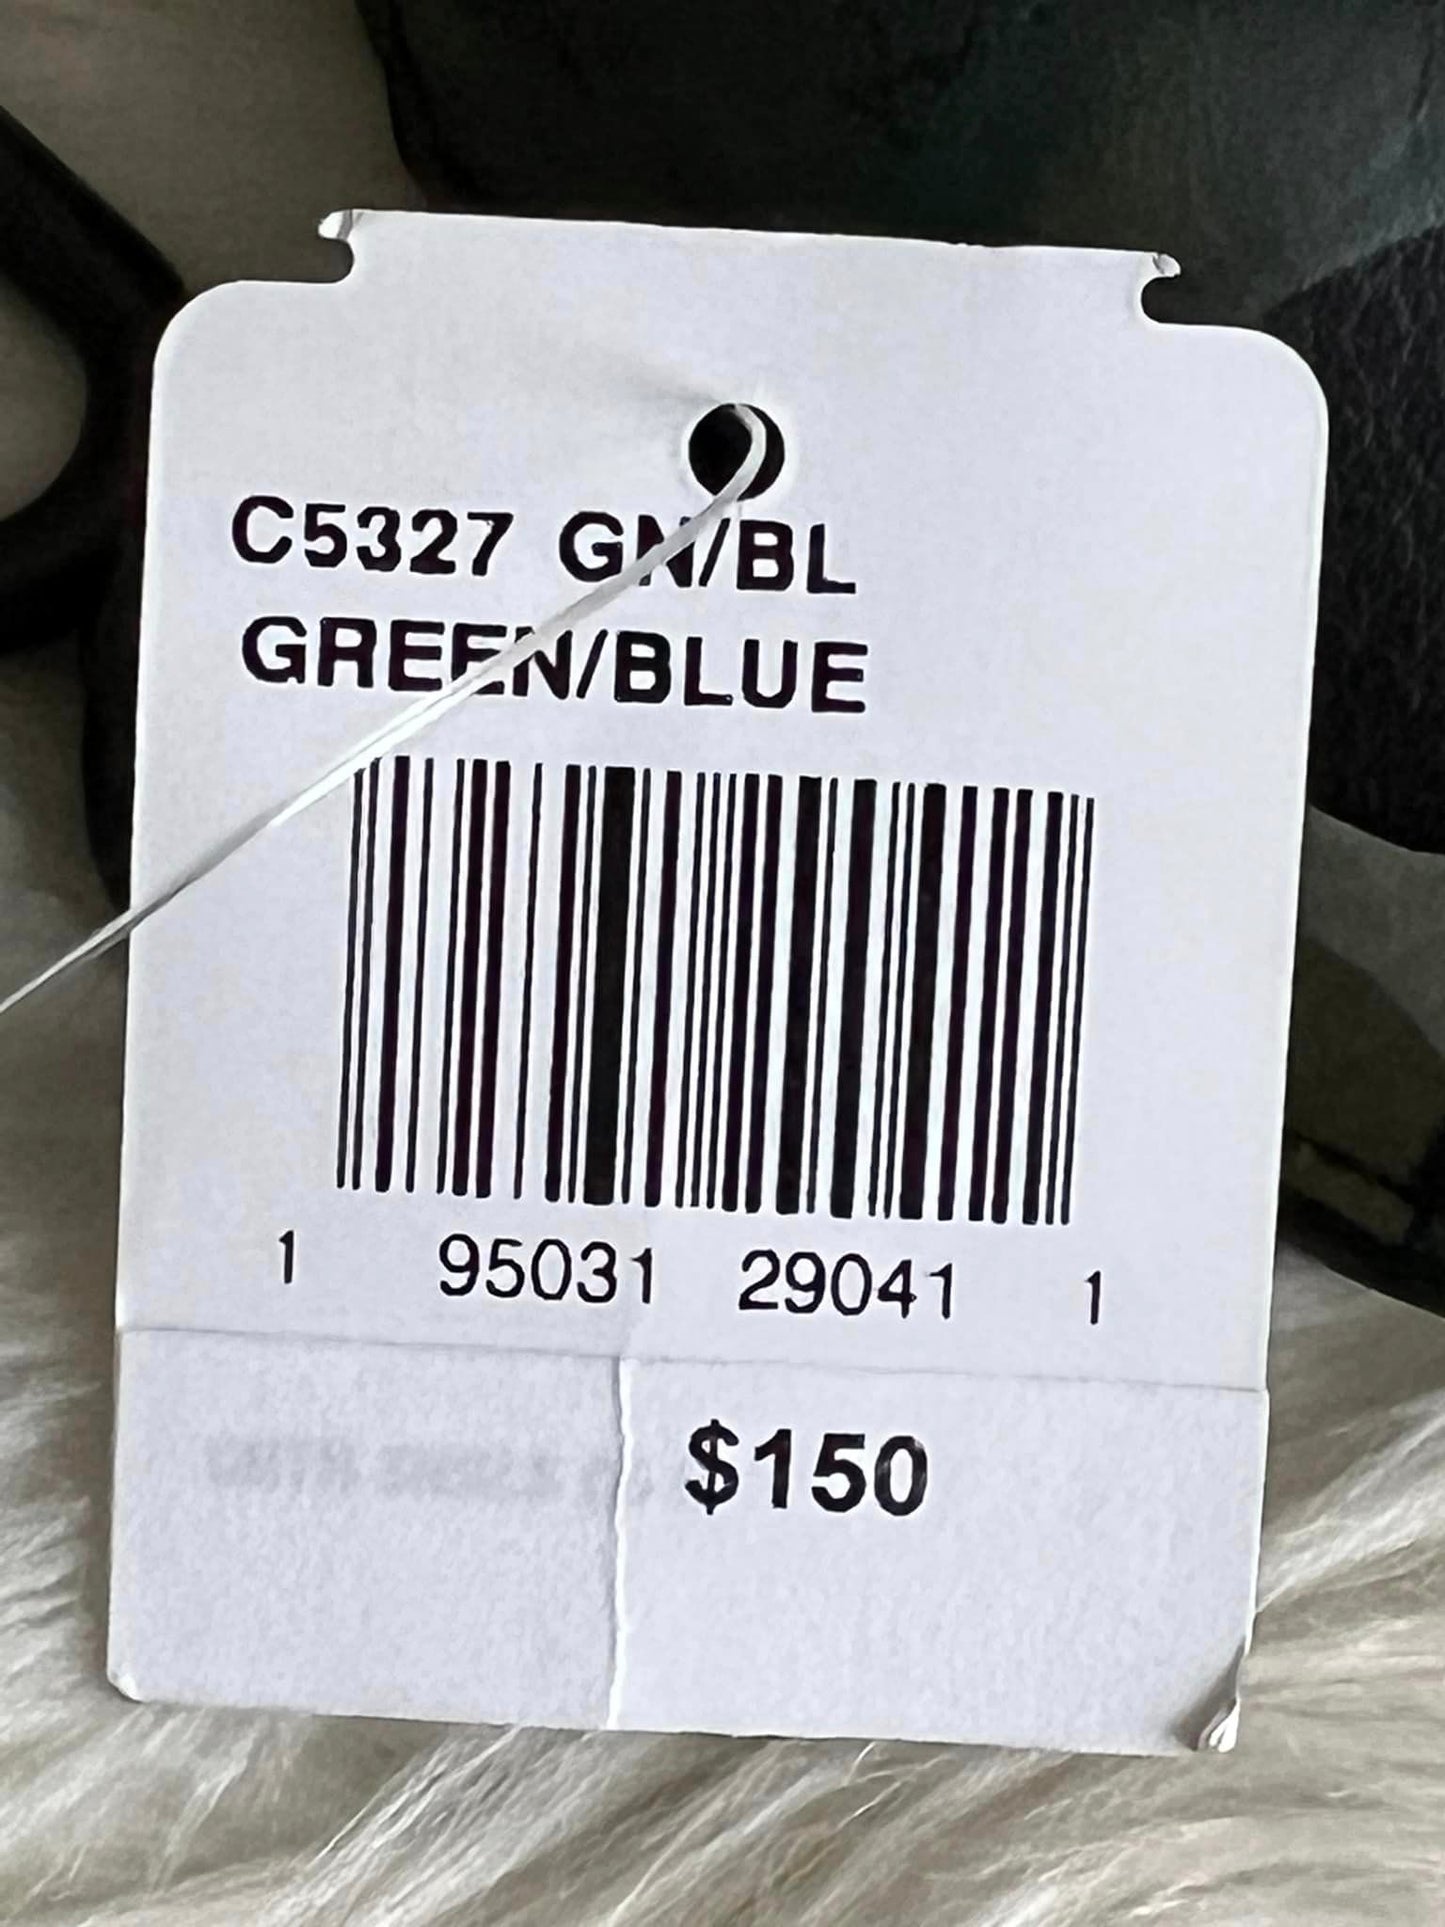 C5327 GN/BL
GREEN/BLUE
1 95031 29041 1
$150